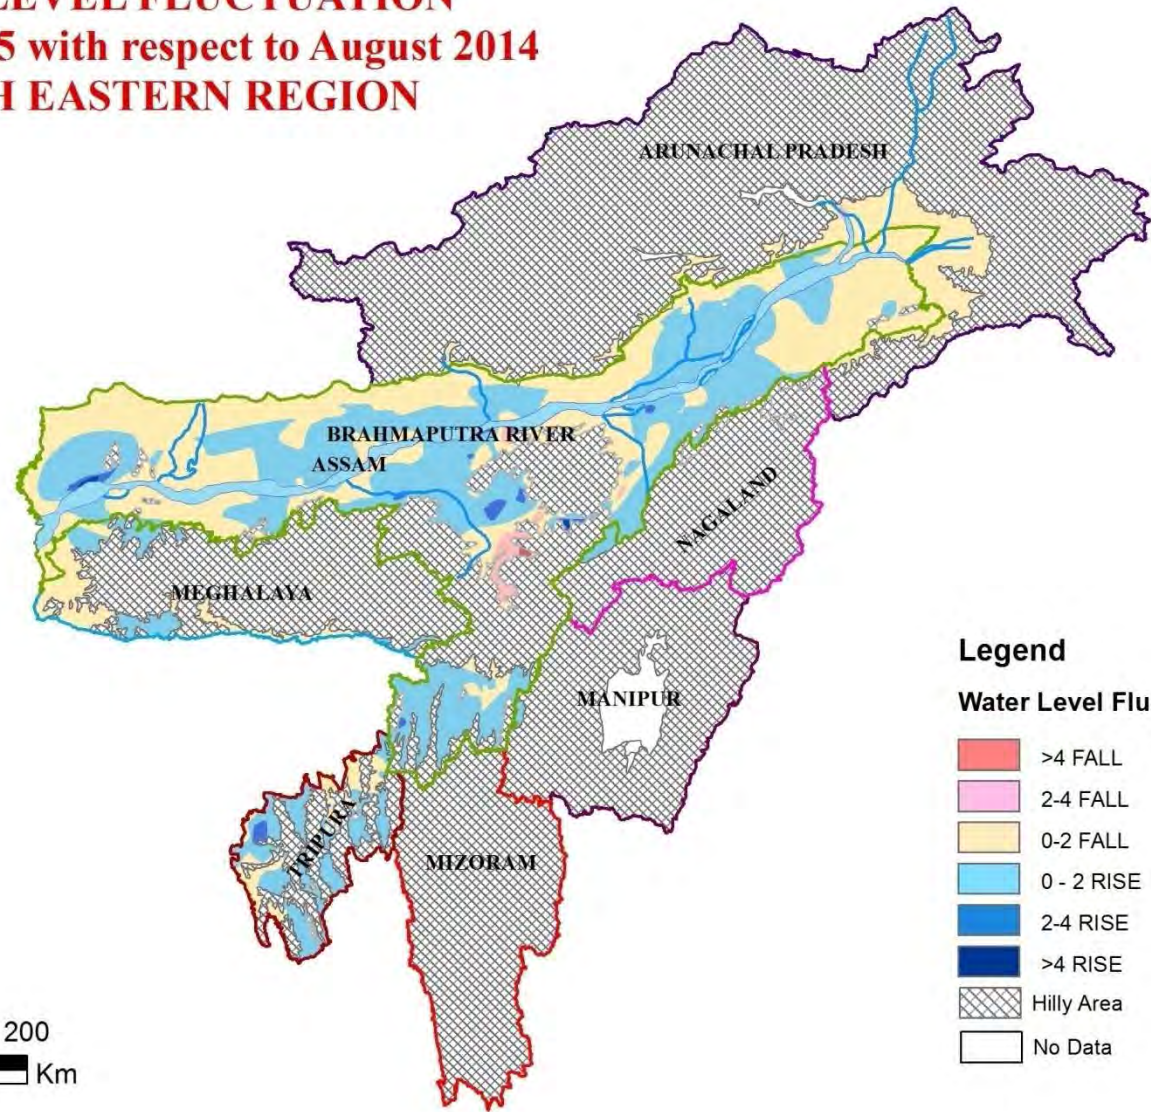 LEVEL FLUCTUATION
5 with respect to August 2014
H EASTERN REGION
ARUNACHAL PRADESH
BRAHMAPUTRA RIVER
ASSAM
NAGALAND
MEGHALAYA
MANIPUR
TRIPURA
MIZORAM
Legend
Water Level Flu
>4 FALL
2-4 FALL
0-2 FALL
0 - 2 RISE
2-4 RISE
>4 RISE
Hilly Area
No Data
200
Km